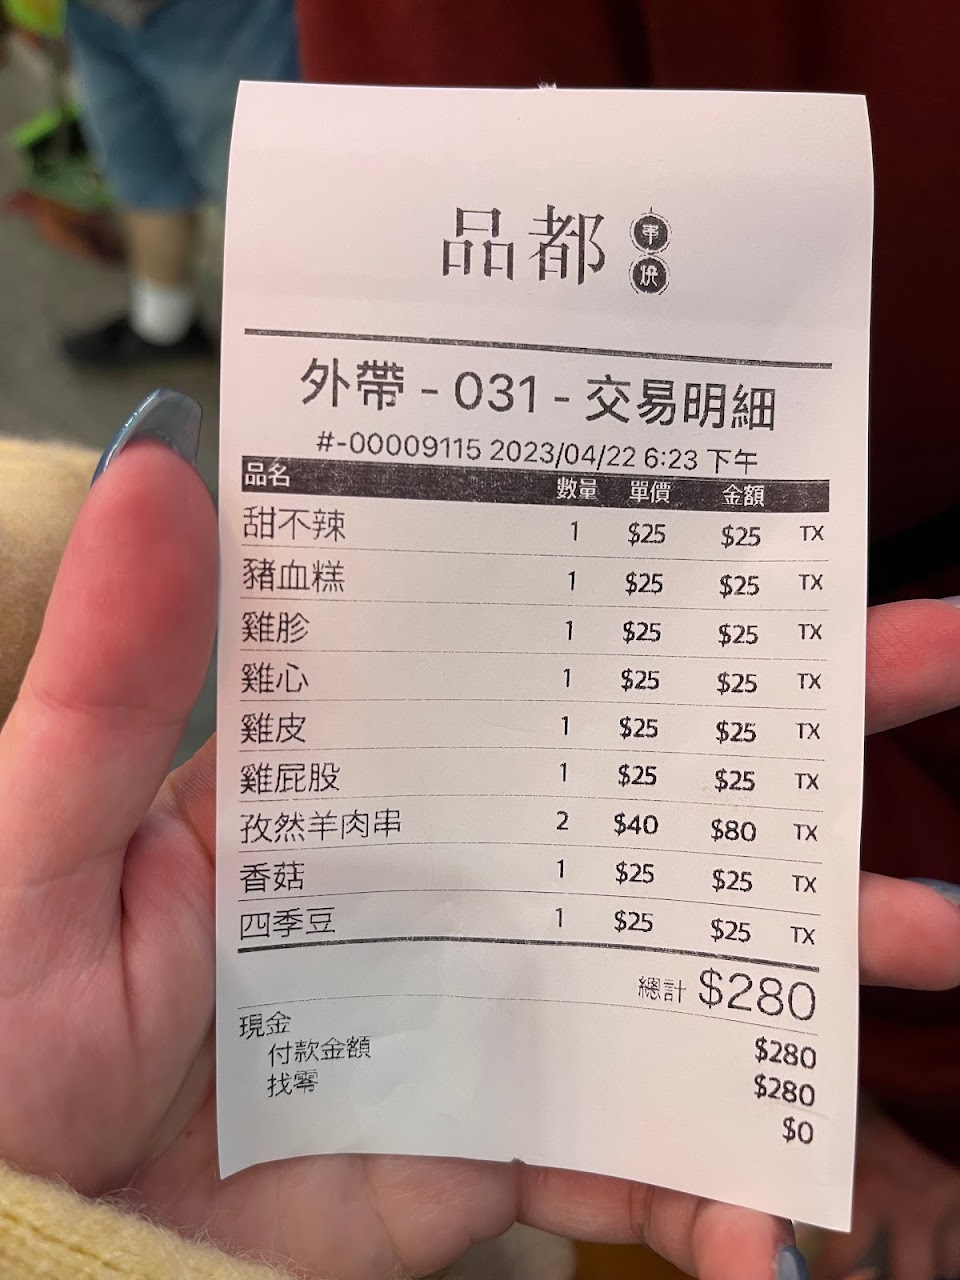 品都 串燒
外帶 - 031 - 交易明細
#-00009115 2023/04/22 6:23 下午
品名 數量 單價 金額
甜不辣 1 $25 $25 TX
豬血糕 1 $25 $25 TX
雞胗 1 $25 $25 TX
雞心 1 $25 $25 TX
雞皮 1 $25 $25 TX
雞屁股 1 $25 $25 TX
孜然羊肉串 2 $40 $80 TX
香菇 1 $25 $25 TX
四季豆 1 $25 $25 TX
總計 $280
現金 $280
付款金額 $280
找零 $0